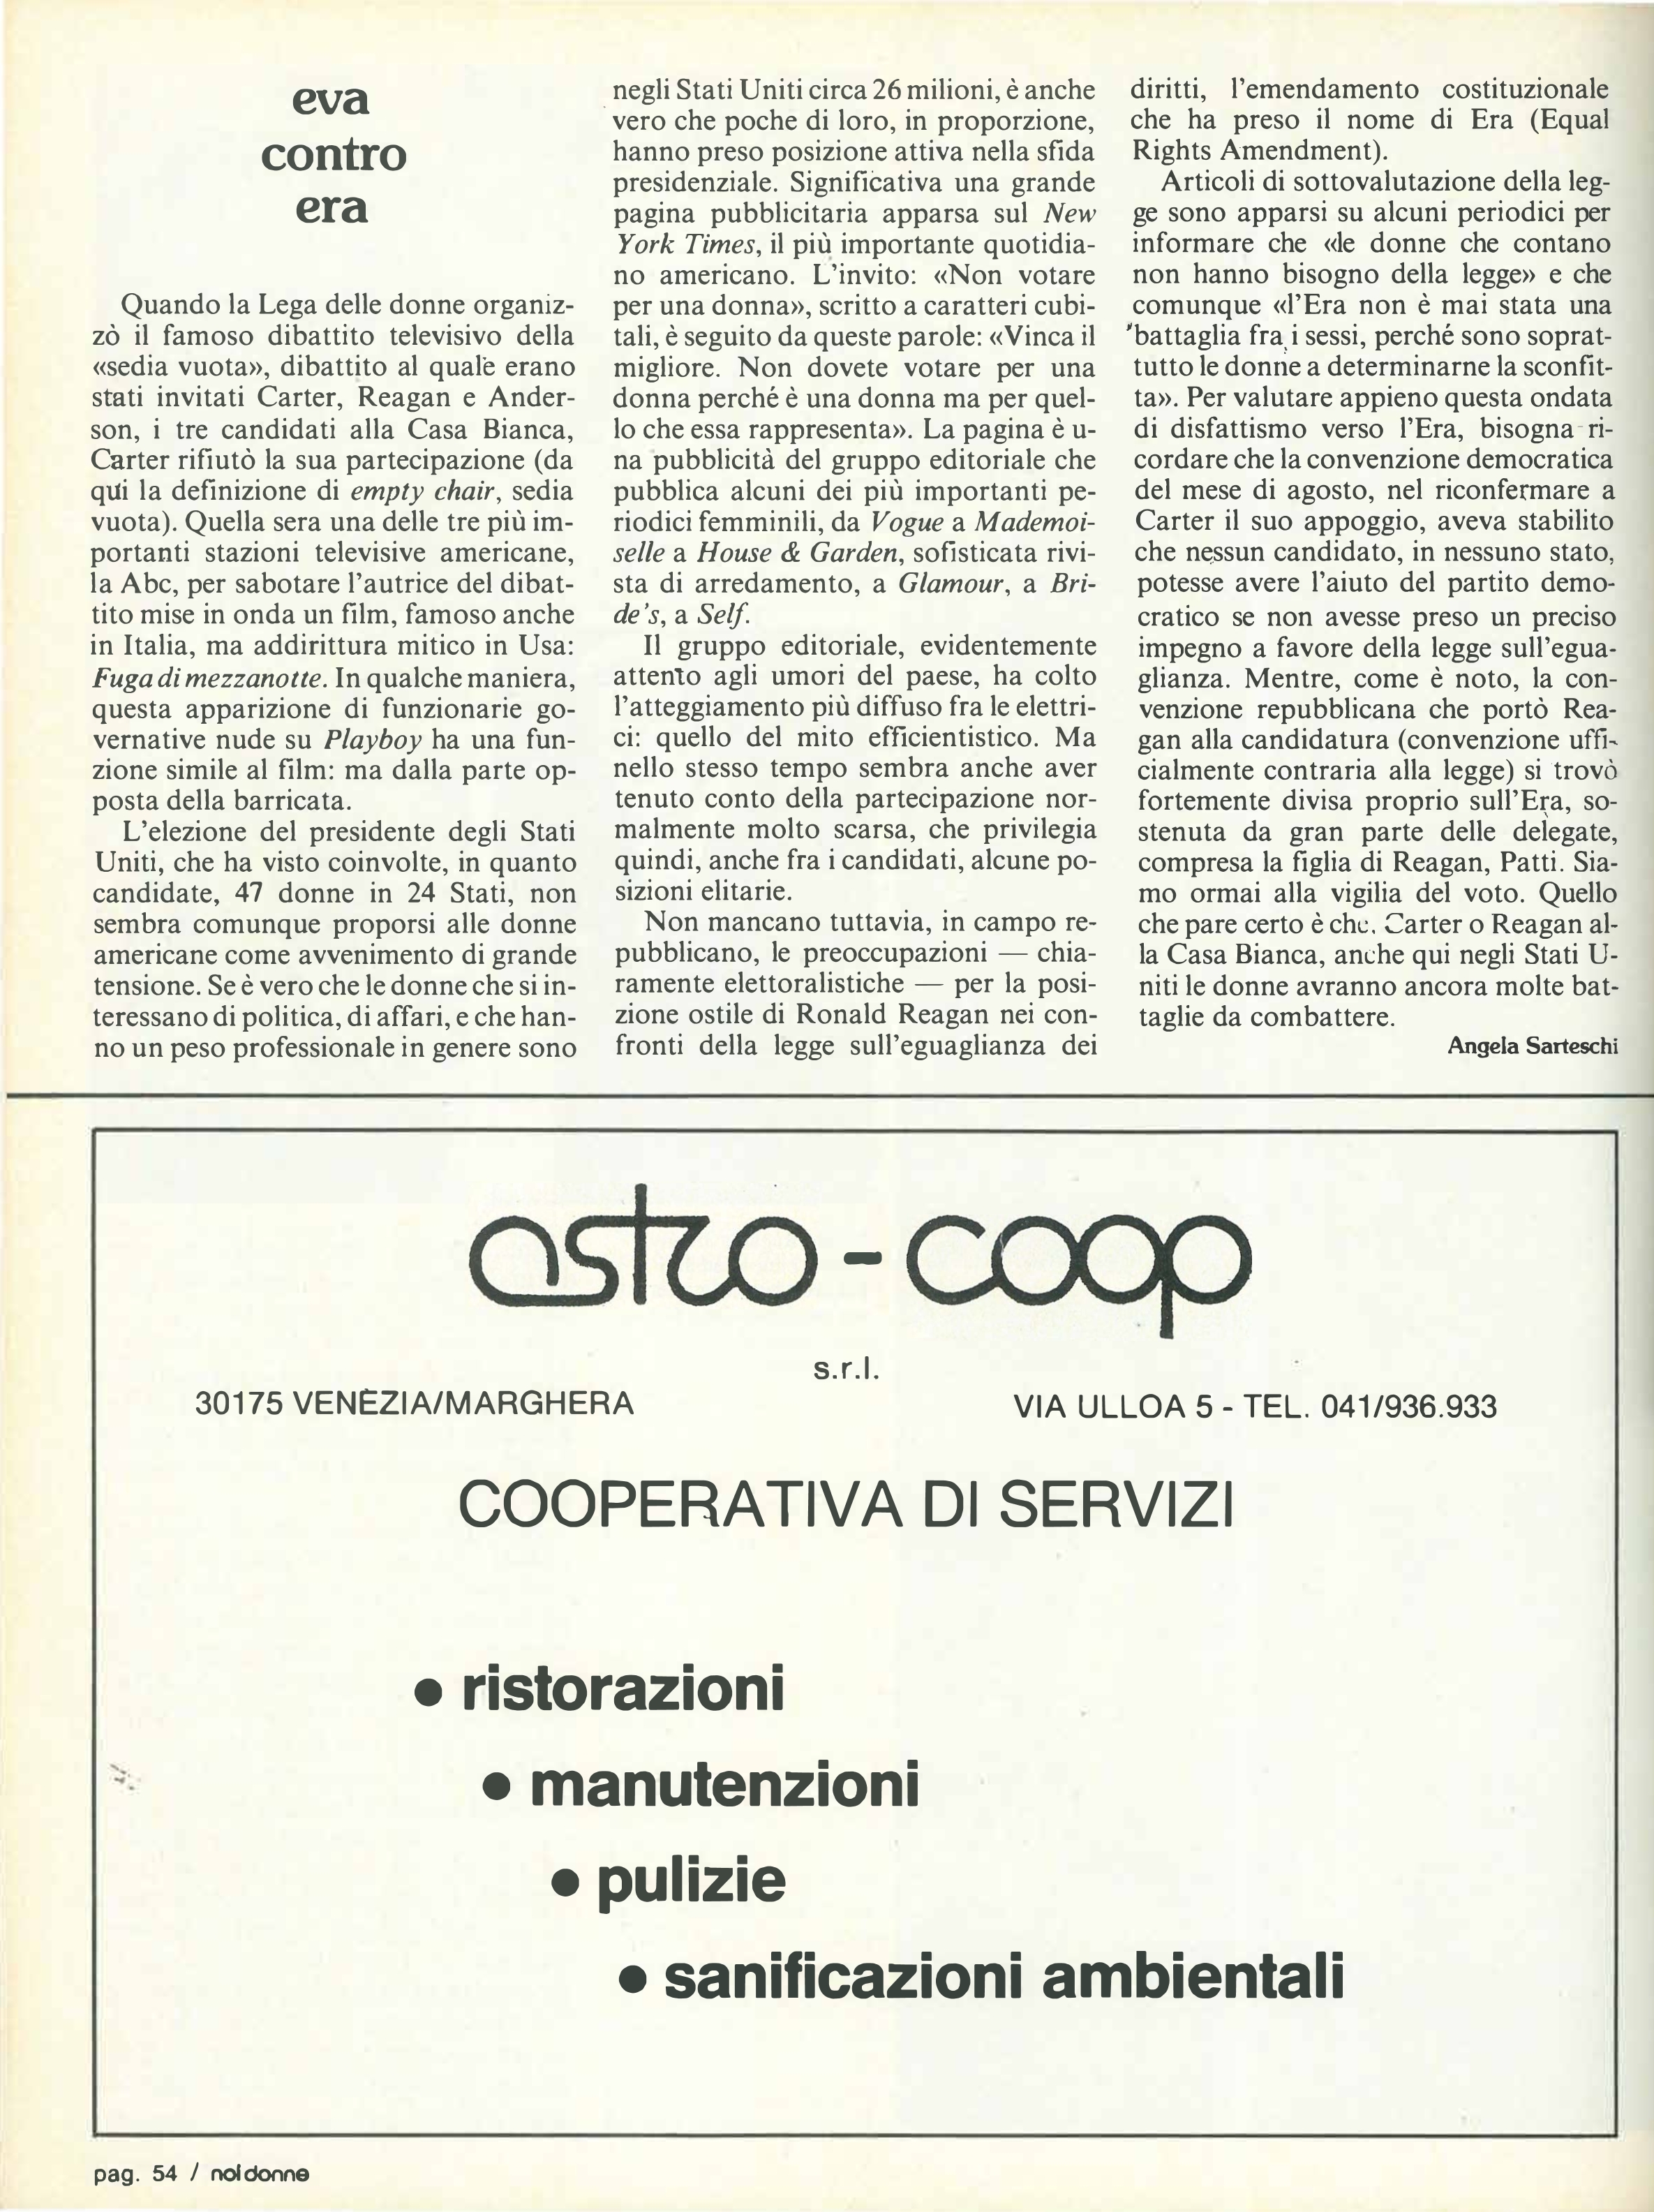 eva
contro
era
Quando la Lega delle donne organiz-
zò il famoso dibattito televisivo della
«sedia vuota», dibattito al quale erano
stati invitati Carter, Reagan e Ander-
son, i tre candidati alla Casa Bianca,
Carter rifiutò la sua partecipazione (da
qui la definizione di empty chair, sedia
vuota). Quella sera una delle tre più im-
portanti stazioni televisive americane,
la Abc, per sabotare l'autrice del dibat-
tito mise in onda un film, famoso anche
in Italia, ma addirittura mitico in Usa:
Fuga di mezzanotte. In qualche maniera,
questa apparizione di funzionarie go-
vernative nude su Playboy ha una fun-
zione simile al film: ma dalla parte op-
posta della barricata.
L'elezione del presidente degli Stati
Uniti, che ha visto coinvolte, in quanto
candidate, 47 donne in 24 Stati, non
sembra comunque proporsi alle donne
americane come avvenimento di grande
tensione. Se è vero che le donne che si in-
teressano di politica, di affari, e che han-
no un peso professionale in genere sono
negli Stati Uniti circa 26 milioni, è anche
vero che poche di loro, in proporzione,
hanno preso posizione attiva nella sfida
presidenziale. Significativa una grande
pagina pubblicitaria apparsa sul New
York Times, il più importante quotidia-
no americano. L'invito: «Non votare
per una donna», scritto a caratteri cubi-
tali, è seguito da queste parole: «Vinca il
migliore. Non dovete votare per una
donna perché è una donna ma per quel-
lo che essa rappresenta». La pagina è u-
na pubblicità del gruppo editoriale che
pubblica alcuni dei più importanti pe-
riodici femminili, da Vogue a Mademoi-
selle a House & Garden, sofisticata rivi-
sta di arredamento, a Glamour, a Bri-
de's, a Self.
Il gruppo editoriale, evidentemente
attento agli umori del paese, ha colto
l'atteggiamento più diffuso fra le elettri-
ci: quello del mito efficientistico. Ma
nello stesso tempo sembra anche aver
tenuto conto della partecipazione nor-
malmente molto scarsa, che privilegia
quindi, anche fra i candidati, alcune po-
sizioni elitarie.
Non mancano tuttavia, in campo re-
pubblicano, le preoccupazioni — chia-
ramente elettoralistiche — per la posi-
zione ostile di Ronald Reagan nei con-
fronti della legge sull'eguaglianza dei
diritti, l'emendamento costituzionale
che ha preso il nome di Era (Equal
Rights Amendment).
Articoli di sottovalutazione della leg-
ge sono apparsi su alcuni periodici per
informare che «le donne che contano
non hanno bisogno della legge» e che
comunque «l'Era non è mai stata una
battaglia fra i sessi, perché sono soprat-
tutto le donne a determinarne la sconfit-
ta». Per valutare appieno questa ondata
di disfattismo verso l'Era, bisogna ri-
cordare che la convenzione democratica
del mese di agosto, nel riconfermare a
Carter il suo appoggio, aveva stabilito
che nessun candidato, in nessuno stato,
potesse avere l'aiuto del partito demo-
cratico se non avesse preso un preciso
impegno a favore della legge sull'egua-
glianza. Mentre, come è noto, la con-
venzione repubblicana che portò Rea-
gan alla candidatura (convenzione uffi-
cialmente contraria alla legge) si trovò
fortemente divisa proprio sull'Era, so-
stenuta da gran parte delle delegate,
compresa la figlia di Reagan, Patti. Sia-
mo ormai alla vigilia del voto. Quello
che pare certo è che, Carter o Reagan al-
la Casa Bianca, anche qui negli Stati U-
niti le donne avranno ancora molte bat-
taglie da combattere.
Angela Sarteschi
astro-coop
s.r.l.
30175 VENEZIA/MARGHERA VIA ULLOA 5 - TEL. 041/936.933
COOPERATIVA DI SERVIZI
● ristorazioni
● manutenzioni
● pulizie
● sanificazioni ambientali
pag. 54 / noi donne